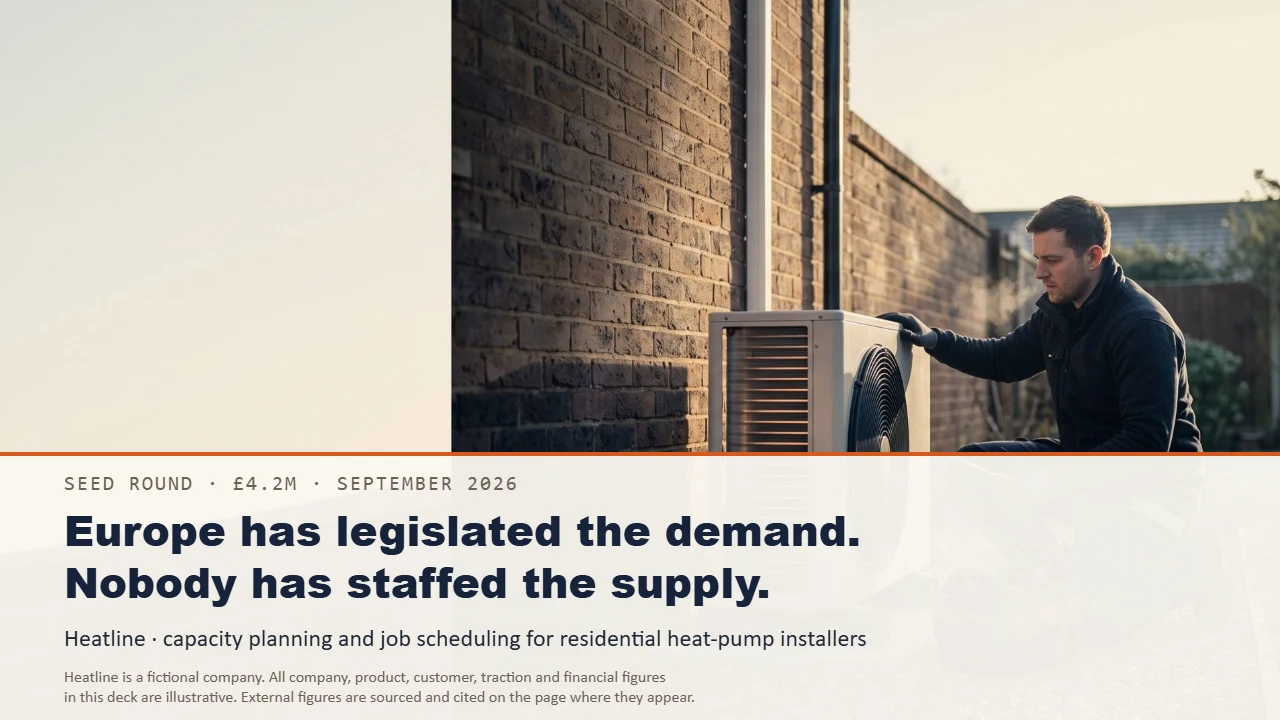 SEED ROUND · £4.2M · SEPTEMBER 2026
Europe has legislated the demand.
Nobody has staffed the supply.
Heatline · capacity planning and job scheduling for residential heat-pump installers
Heatline is a fictional company. All company, product, customer, traction and financial figures
in this deck are illustrative. External figures are sourced and cited on the page where they appear.